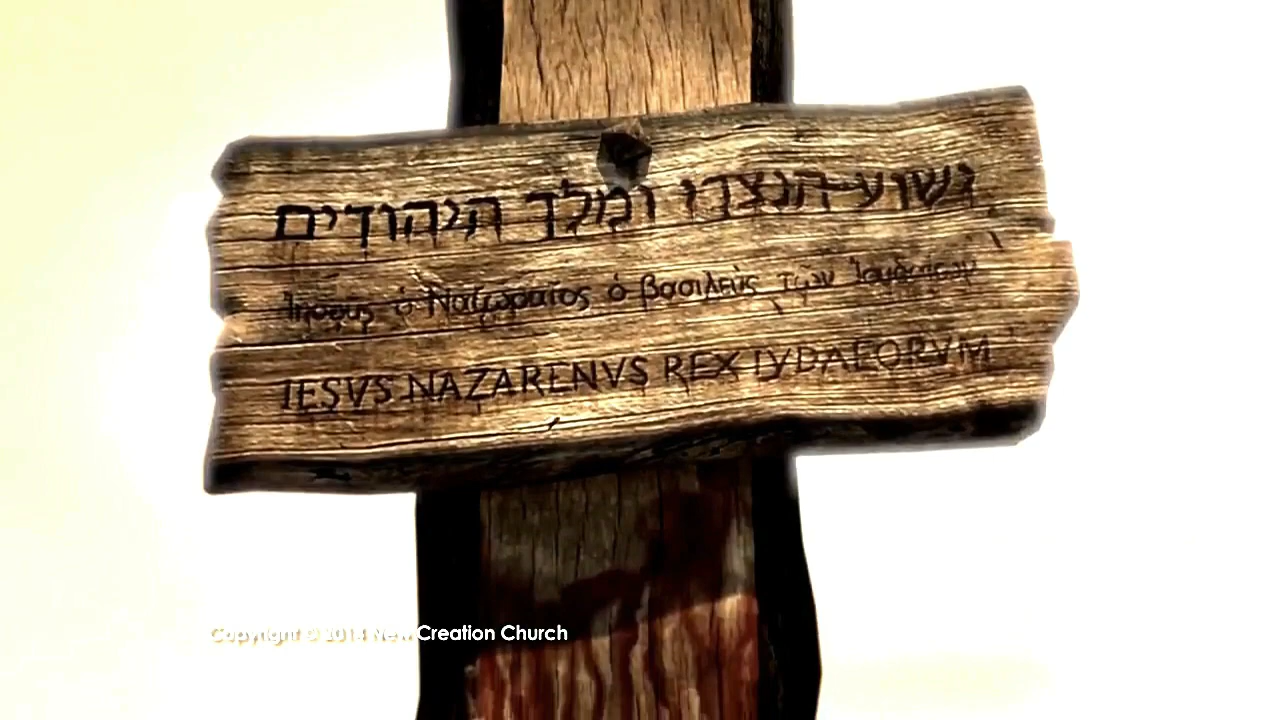 ישוע הנצרי ומלך היהודים
Ἰησοῦς ὁ Ναζωραῖος ὁ βασιλεὺς τῶν Ἰουδαίων
IESVS NAZARENVS REX IVDAEORVM
Copyright © 2014 New Creation Church